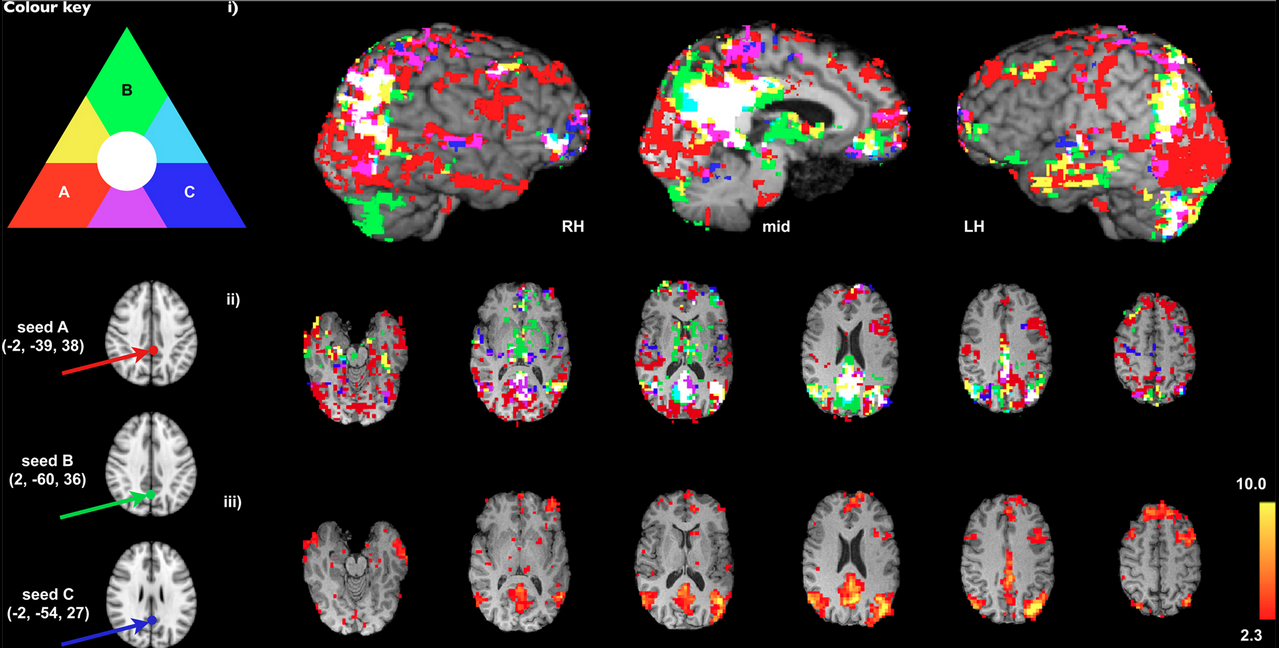 Colour key
i)
B
A
C
RH
mid
LH
ii)
seed A
(-2, -39, 38)
seed B
(2, -60, 36)
iii)
10.0
seed C
(-2, -54, 27)
2.3